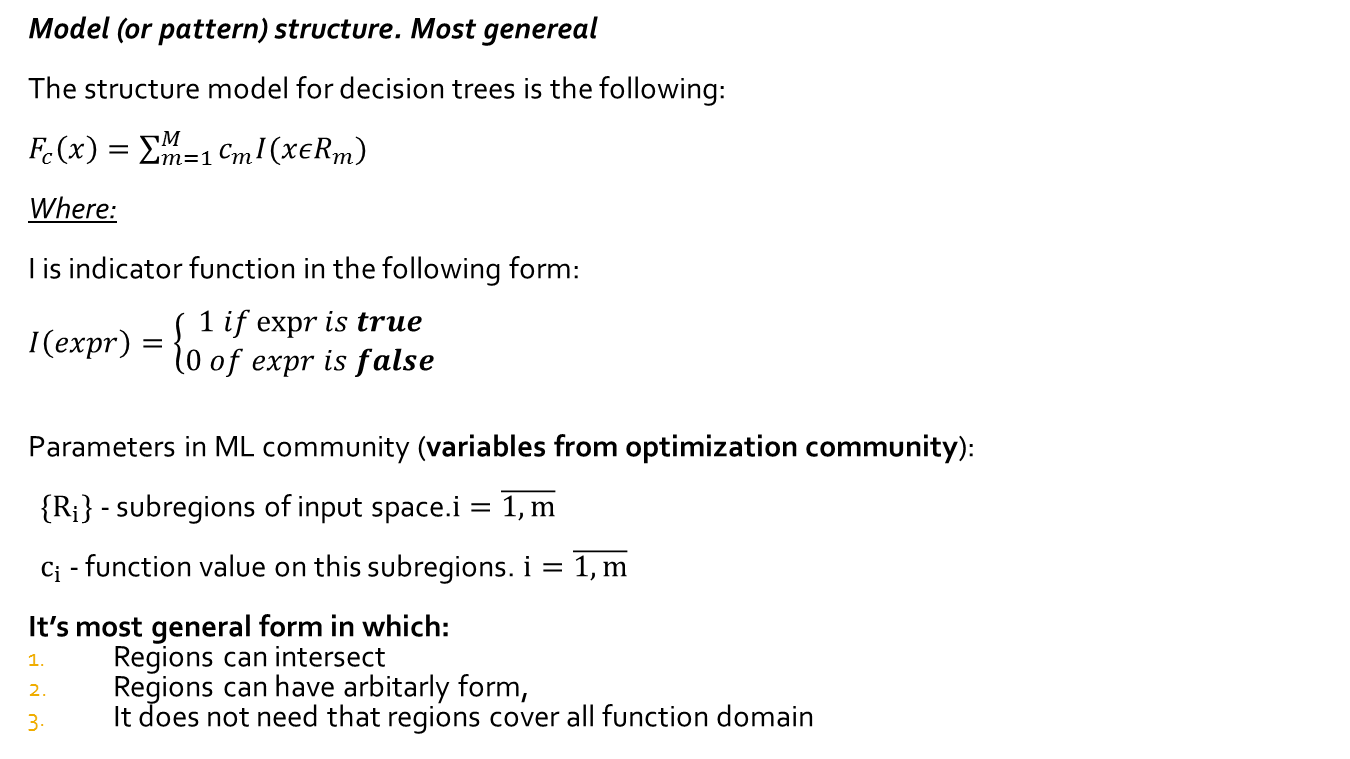 Model (or pattern) structure. Most genereal
The structure model for decision trees is the following:
F_c(x) = ∑_{m=1}^{M} c_m I(xϵR_m)
Where:
I is indicator function in the following form:
I(expr) = { 1 if expr is true
0 of expr is false
Parameters in ML community (variables from optimization community):
{R_i} - subregions of input space.i = \overline{1, m}
c_i - function value on this subregions. i = \overline{1, m}
It’s most general form in which:
1. Regions can intersect
2. Regions can have arbitarly form,
3. It does not need that regions cover all function domain